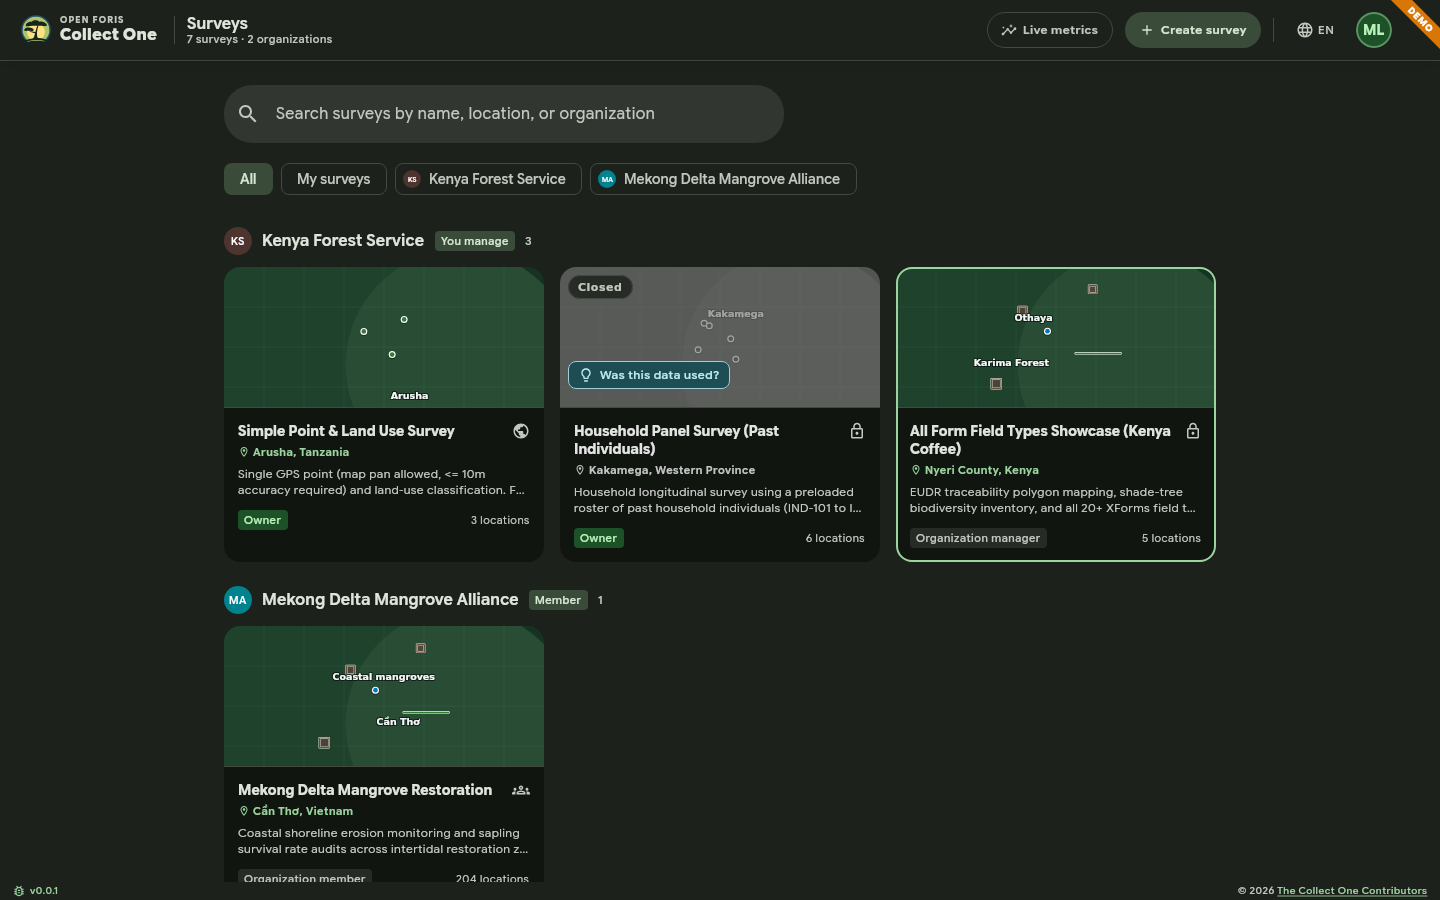 OPEN FORIS
Collect One
Surveys
7 surveys · 2 organizations
Live metrics
Create survey
EN
ML
DEMO
Search surveys by name, location, or organization
All
My surveys
KS Kenya Forest Service
MA Mekong Delta Mangrove Alliance
KS Kenya Forest Service You manage 3
Arusha
Simple Point & Land Use Survey
Arusha, Tanzania
Single GPS point (map pan allowed, <= 10m
accuracy required) and land-use classification. F...
Owner 3 locations
Closed
Kakamega
Was this data used?
Household Panel Survey (Past
Individuals)
Kakamega, Western Province
Household longitudinal survey using a preloaded
roster of past household individuals (IND-101 to I...
Owner 6 locations
Othaya
Karima Forest
All Form Field Types Showcase (Kenya
Coffee)
Nyeri County, Kenya
EUDR traceability polygon mapping, shade-tree
biodiversity inventory, and all 20+ XForms field t...
Organization manager 5 locations
MA Mekong Delta Mangrove Alliance Member 1
Coastal mangroves
Cần Thơ
Mekong Delta Mangrove Restoration
Cần Thơ, Vietnam
Coastal shoreline erosion monitoring and sapling
survival rate audits across intertidal restoration z...
Organization member 204 locations
v0.0.1
© 2026 The Collect One Contributors